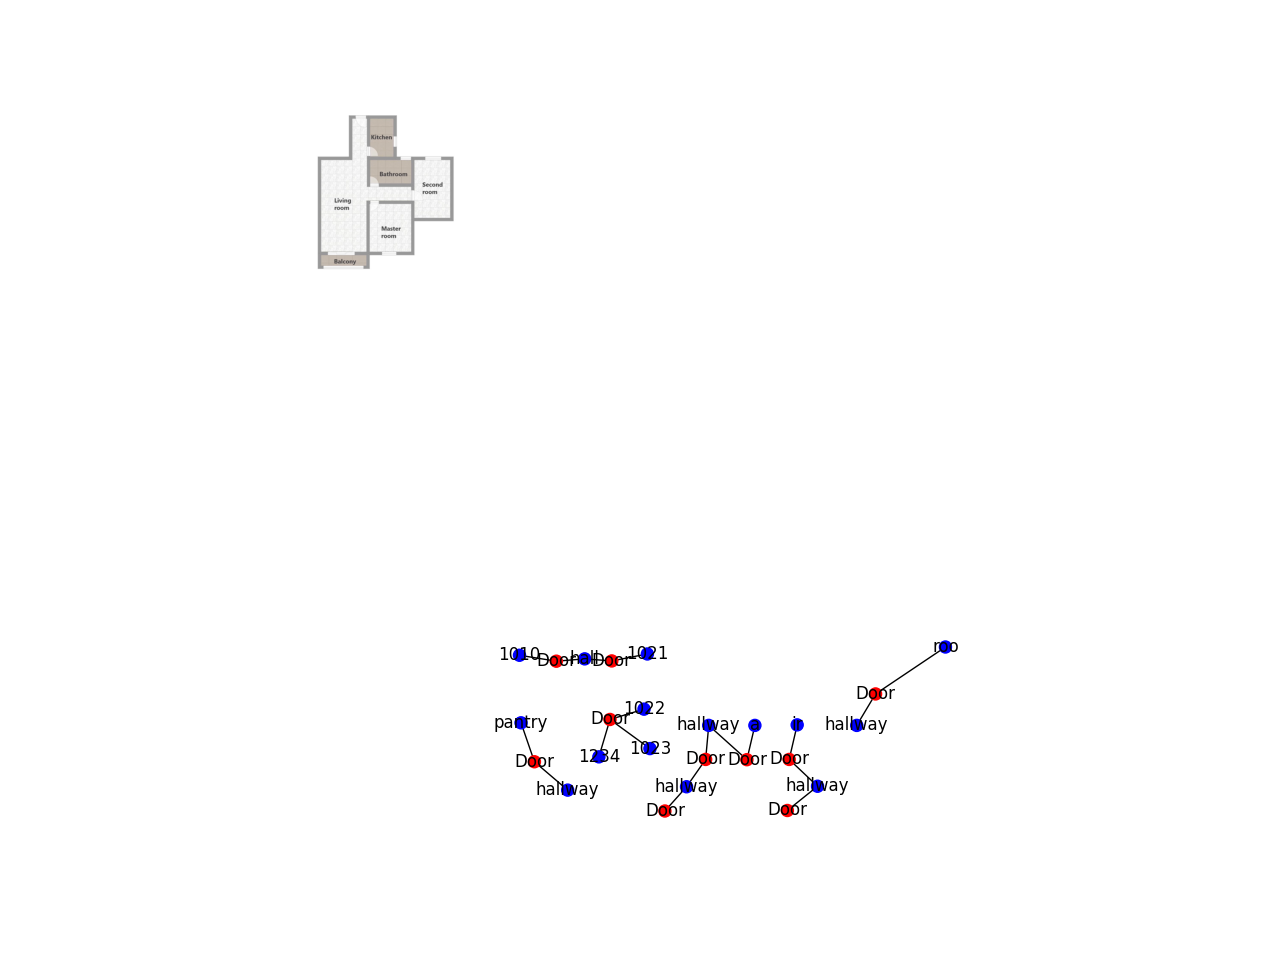 Kitchen
Bathroom
Second
room
Living
room
Master
room
Balcony
roo
1010 Door hall Door 1021
Door
1022
Door
pantry
hallway
a
hallway
1023
1234
Door
Door
Door
Door
hallway
hallway
hallway
Door
Door